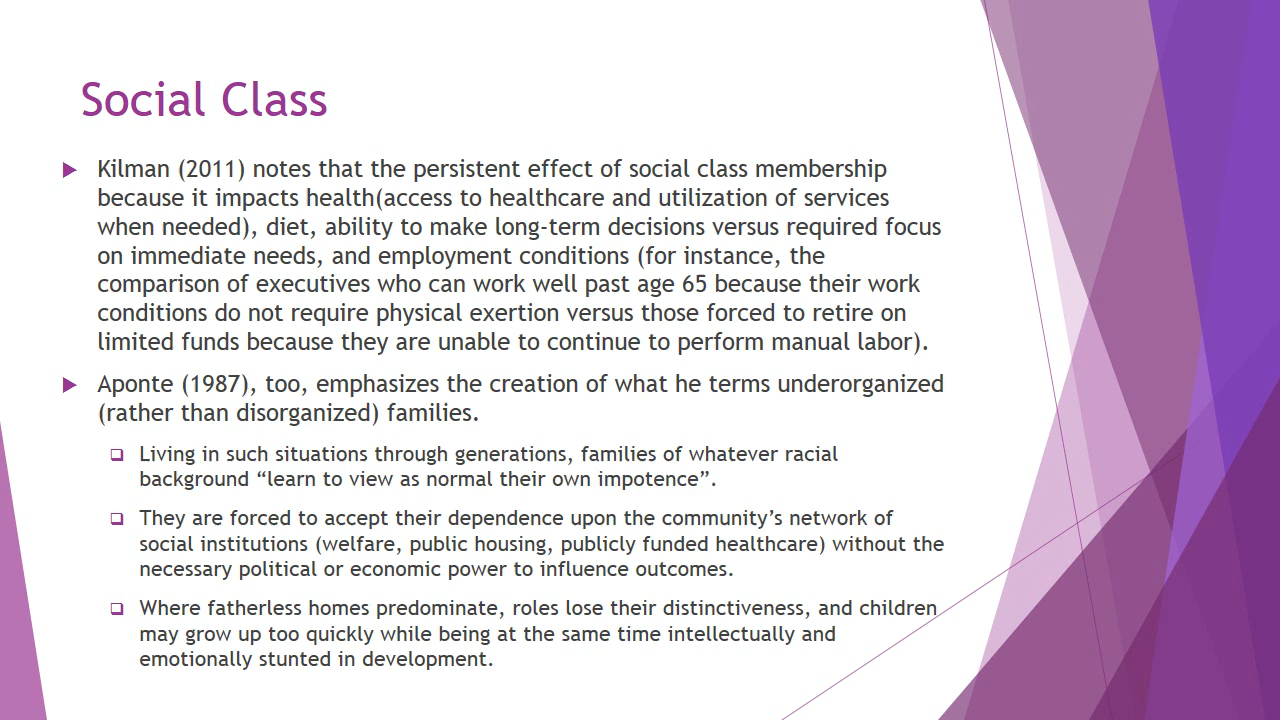 Social Class
Kilman (2011) notes that the persistent effect of social class membership
because it impacts health(access to healthcare and utilization of services
when needed), diet, ability to make long-term decisions versus required focus
on immediate needs, and employment conditions (for instance, the
comparison of executives who can work well past age 65 because their work
conditions do not require physical exertion versus those forced to retire on
limited funds because they are unable to continue to perform manual labor).
Aponte (1987), too, emphasizes the creation of what he terms underorganized
(rather than disorganized) families.
Living in such situations through generations, families of whatever racial
background “learn to view as normal their own impotence”.
They are forced to accept their dependence upon the community’s network of
social institutions (welfare, public housing, publicly funded healthcare) without the
necessary political or economic power to influence outcomes.
Where fatherless homes predominate, roles lose their distinctiveness, and children
may grow up too quickly while being at the same time intellectually and
emotionally stunted in development.